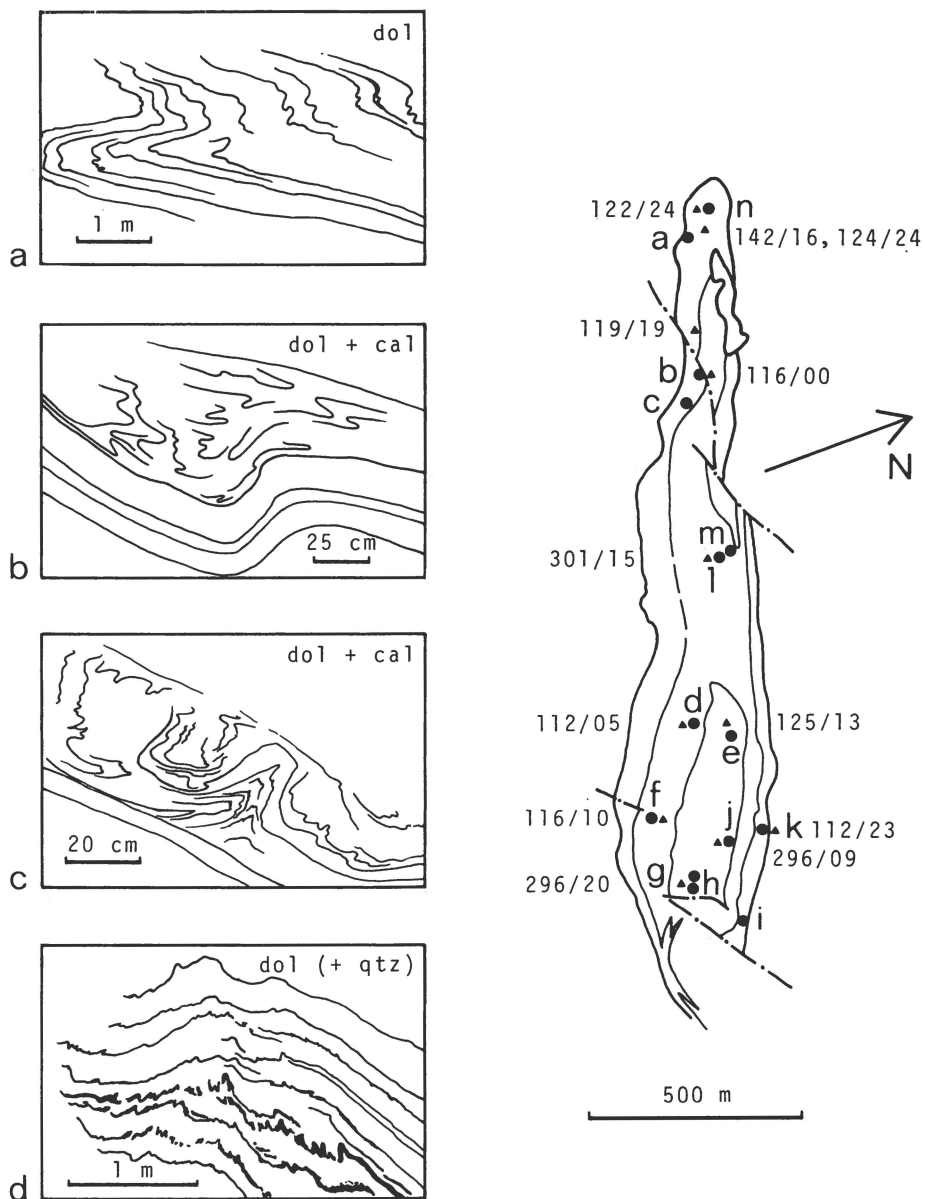 dol
1 m
a
dol + cal
25 cm
b
dol + cal
20 cm
c
dol (+ qtz)
1 m
d
122/24
n
a
142/16, 124/24
119/19
b
116/00
c
N
m
301/15
l
d
112/05
125/13
e
f
116/10
j
k 112/23
296/09
g
296/20
h
i
500 m